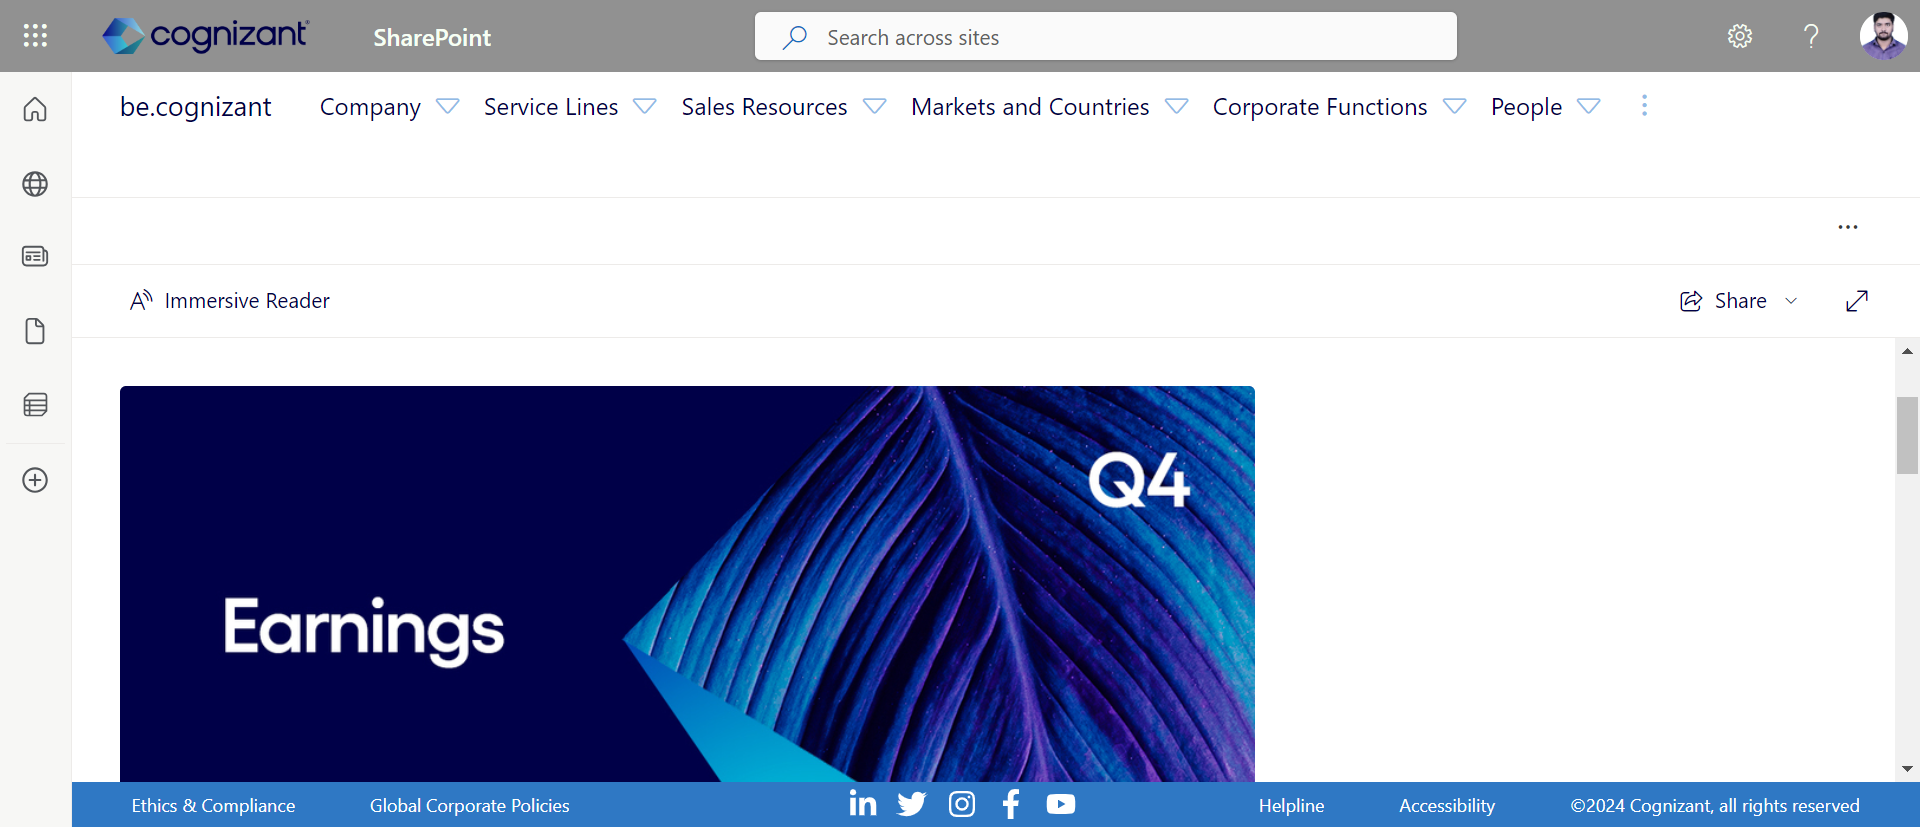 cognizant
SharePoint
Search across sites
be.cognizant
Company
Service Lines
Sales Resources
Markets and Countries
Corporate Functions
People
Immersive Reader
Share
Q4
Earnings
Ethics & Compliance
Global Corporate Policies
Helpline
Accessibility
©2024 Cognizant, all rights reserved